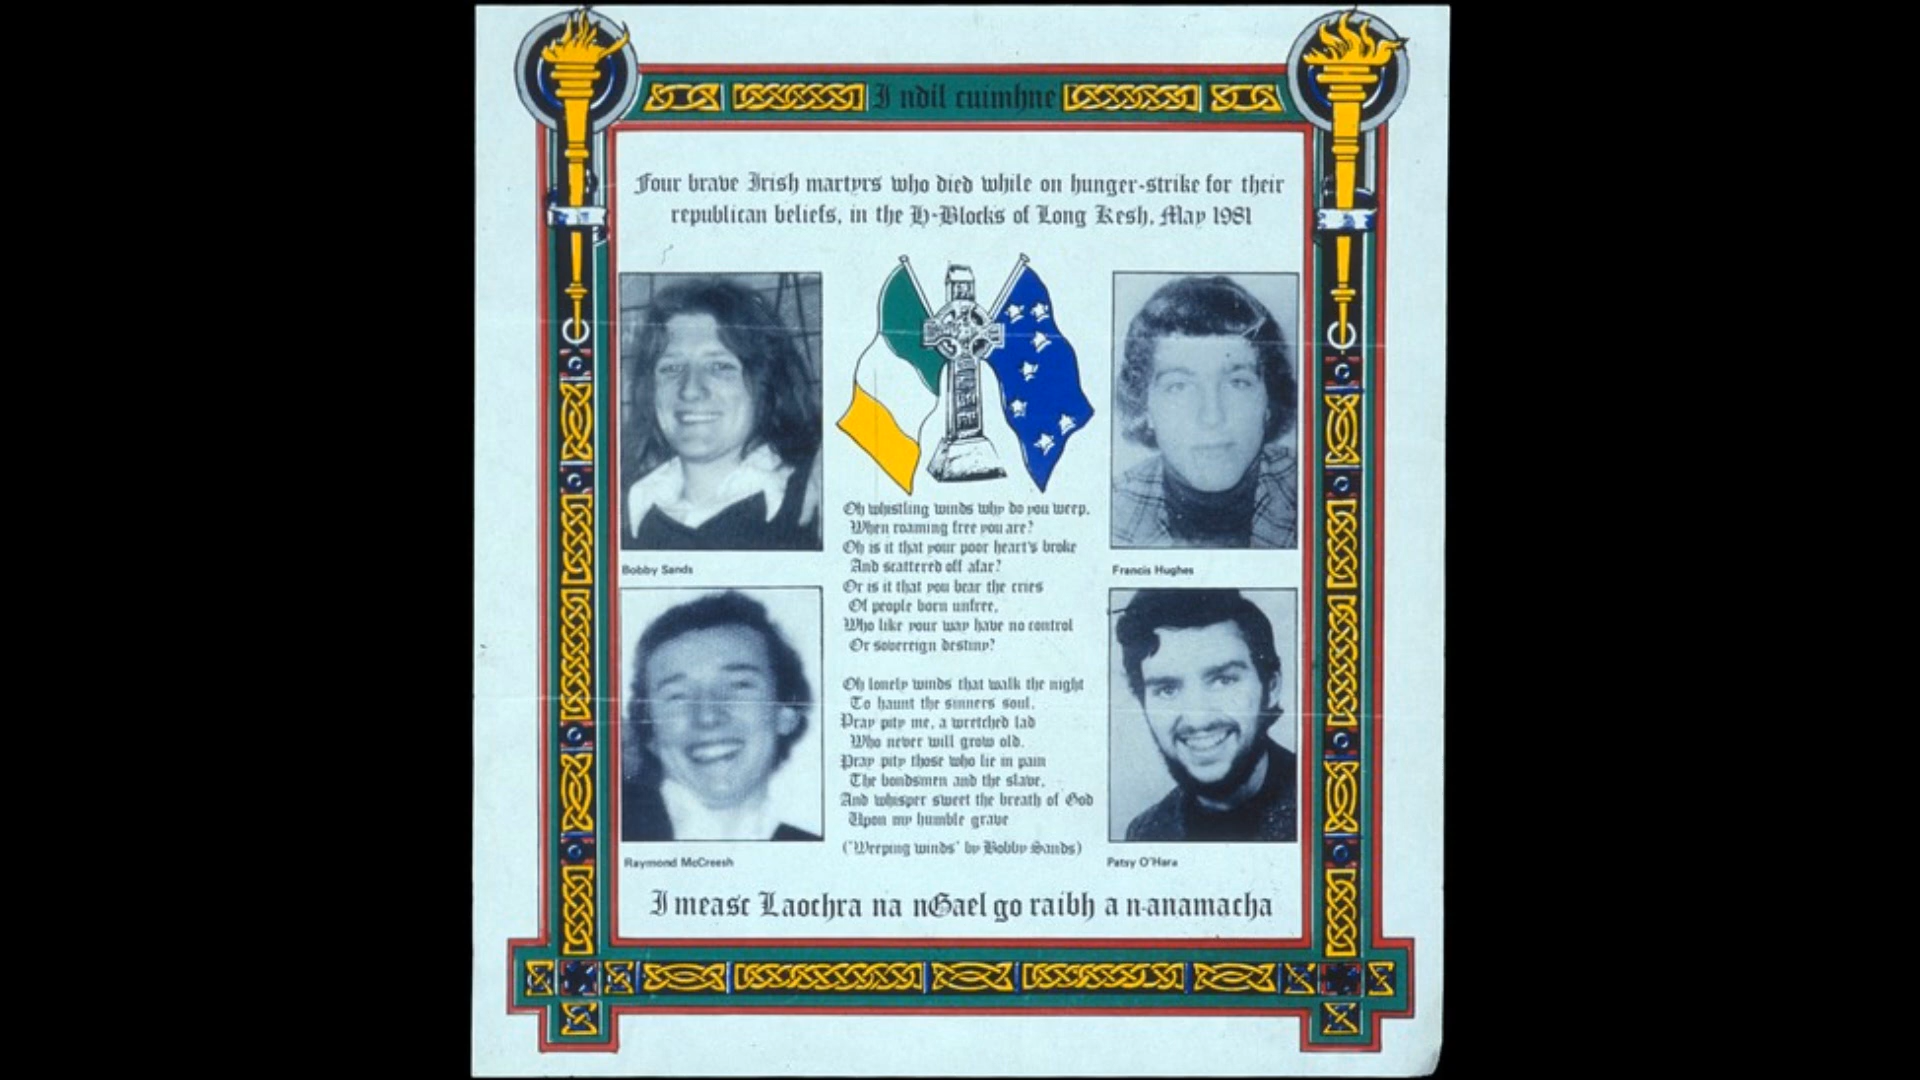 I ndíl cuimhne
Four brave Irish martyrs who died while on hunger-strike for their
republican beliefs, in the H-Blocks of Long Kesh, May 1981
Bobby Sands
Francis Hughes
Oh whistling winds why do you weep,
When roaming free you are?
Oh is it that your poor heart's broke
And scattered off afar?
Or is it that you bear the cries
Of people born unfree,
Who like your way have no control
Or sovereign destiny?
Oh lonely winds that walk the night
To haunt the sinners soul,
Pray pity me, a wretched lad
Who never will grow old.
Pray pity those who lie in pain
The bondsmen and the slave,
And whisper sweet the breath of God
Upon my humble grave
('Weeping winds' by Bobby Sands)
Raymond McCreesh
Patsy O'Hara
I measc Laochra na nGael go raibh a n-anamacha